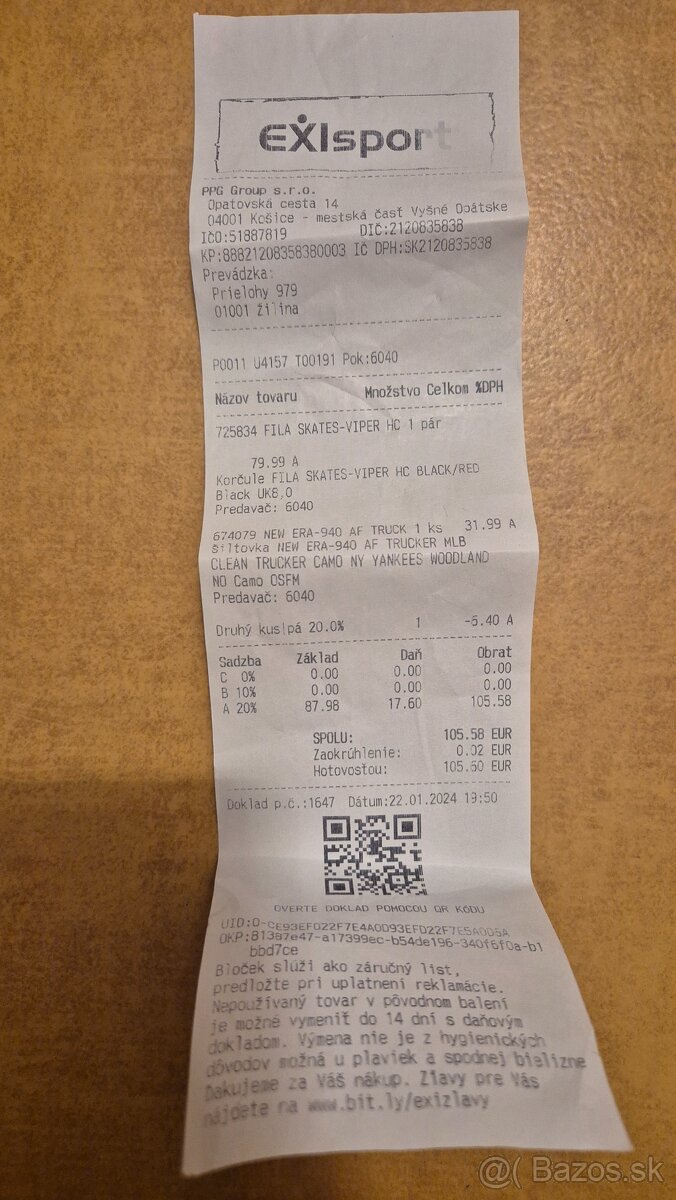 EXIsport
PPG Group s.r.o.
Opatovská cesta 14
04001 Košice - mestská časť Vyšné Opátske
IČO:51887819 DIČ:2120835838
KP:88821208358380003 IČ DPH:SK2120835838
Prevádzka:
Prielohy 979
01001 Žilina
P0011 U4157 T00191 Pok:6040
Názov tovaru Množstvo Celkom %DPH
725834 FILA SKATES-VIPER HC 1 pár
79.99 A
Korčule FILA SKATES-VIPER HC BLACK/RED
Black UK8,0
Predavač: 6040
674079 NEW ERA-940 AF TRUCK 1 ks 31.99 A
Šiltovka NEW ERA-940 AF TRUCKER MLB
CLEAN TRUCKER CAMO NY YANKEES WOODLAND
NO Camo OSFM
Predavač: 6040
Druhý kus|pá 20.0% 1 -6.40 A
Sadzba Základ Daň Obrat
C 0% 0.00 0.00 0.00
B 10% 0.00 0.00 0.00
A 20% 87.98 17.60 105.58
SPOLU: 105.58 EUR
Zaokrúhlenie: 0.02 EUR
Hotovosťou: 105.60 EUR
Doklad p.č.:1647 Dátum:22.01.2024 19:50
OVERTE DOKLAD POMOCOU QR KÓDU
UID:O-CE93EF022F7E4A0D93EF022F7E5A005A
OKP:81387e47-a17399ec-b54de196-340f6f0a-b1
bbd7ce
Bloček slúži ako záručný list,
predložte pri uplatnení reklamácie.
Nepoužívaný tovar v pôvodnom balení
je možné vymeniť do 14 dní s daňovým
dokladom. Výmena nie je z hygienických
dôvodov možná u plaviek a spodnej bielizne
Ďakujeme za Váš nákup. Zľavy pre Vás
nájdete na www.bit.ly/exizlavy
@( Bazos.sk